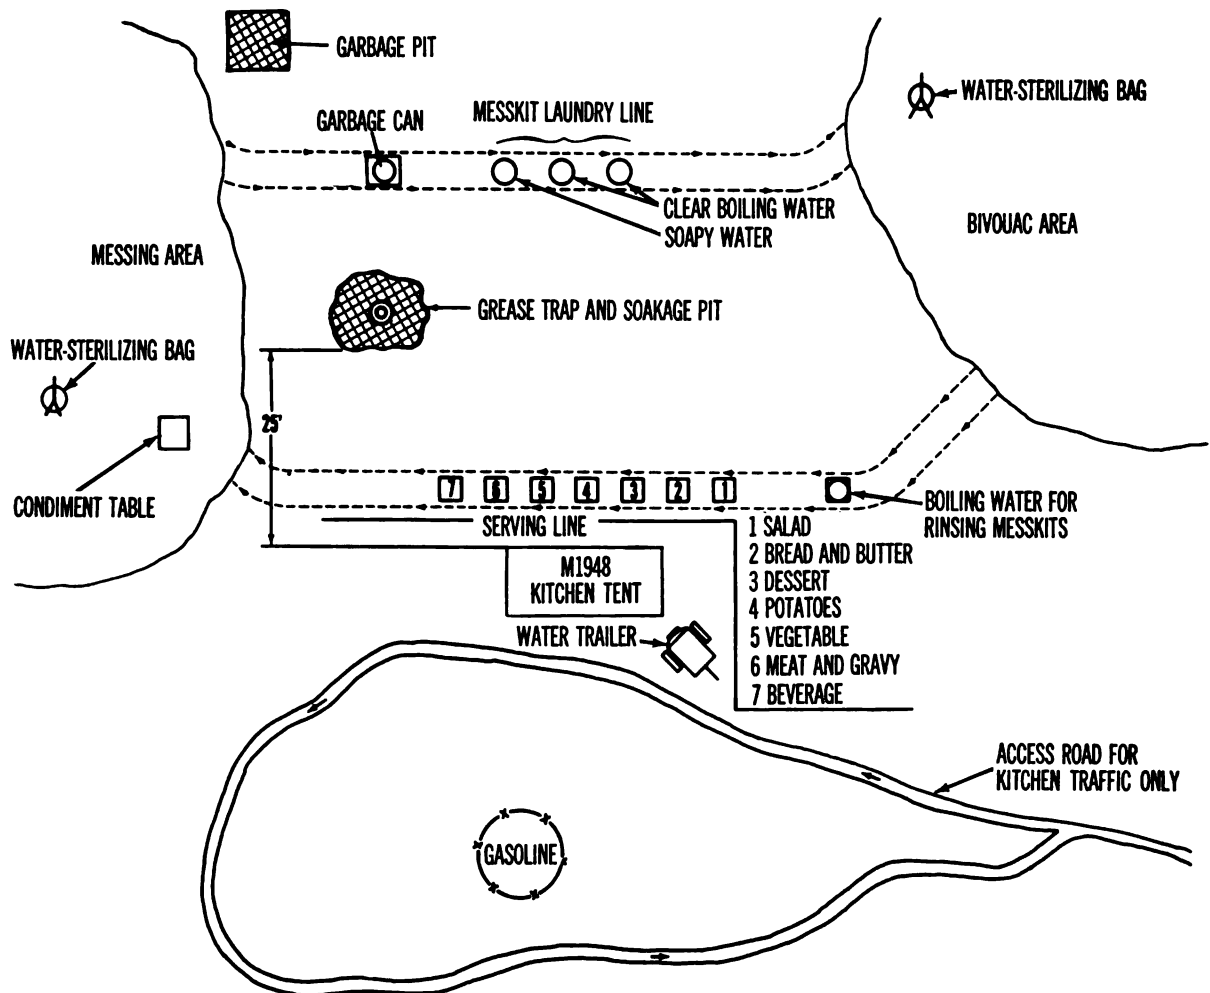 GARBAGE PIT
WATER-STERILIZING BAG
MESSKIT LAUNDRY LINE
GARBAGE CAN
CLEAR BOILING WATER
SOAPY WATER
BIVOUAC AREA
MESSING AREA
GREASE TRAP AND SOAKAGE PIT
WATER-STERILIZING BAG
25'
CONDIMENT TABLE
7 6 5 4 3 2 1
BOILING WATER FOR
RINSING MESSKITS
SERVING LINE
1 SALAD
2 BREAD AND BUTTER
3 DESSERT
4 POTATOES
5 VEGETABLE
6 MEAT AND GRAVY
7 BEVERAGE
M1948
KITCHEN TENT
WATER TRAILER
ACCESS ROAD FOR
KITCHEN TRAFFIC ONLY
GASOLINE